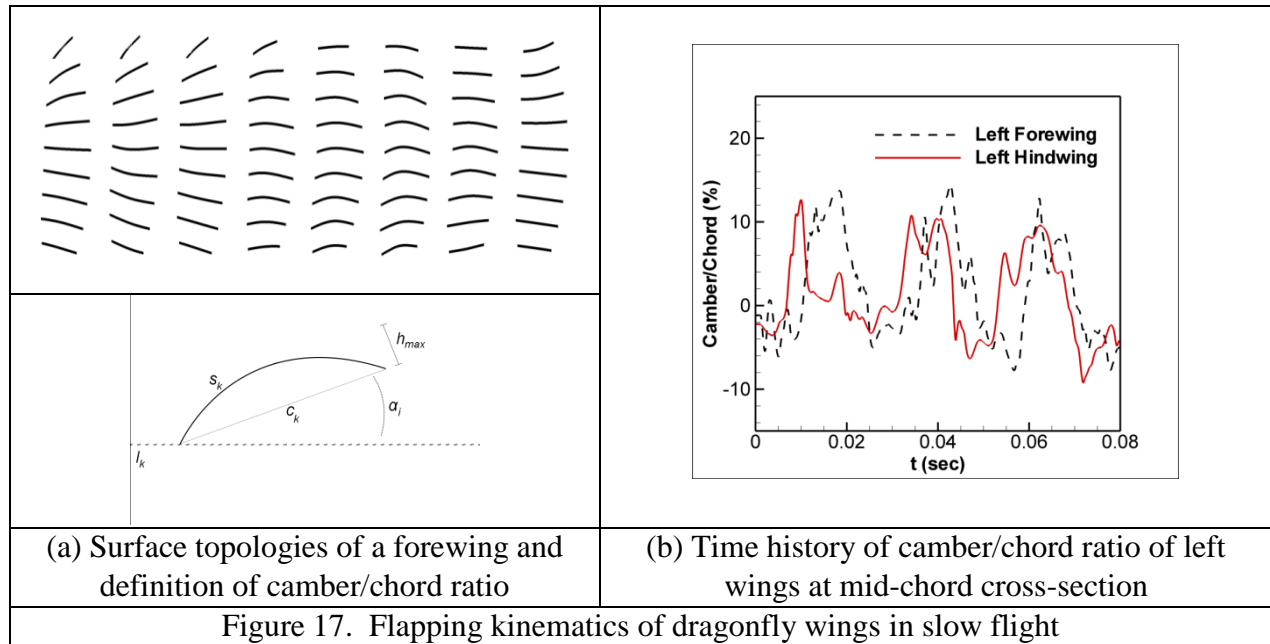 h_max
s_k
c_k
α_i
l_k
(a) Surface topologies of a forewing and
definition of camber/chord ratio
Camber/Chord (%)
20
10
0
-10
Left Forewing
Left Hindwing
0
0.02
0.04
0.06
0.08
t (sec)
(b) Time history of camber/chord ratio of left
wings at mid-chord cross-section
Figure 17. Flapping kinematics of dragonfly wings in slow flight